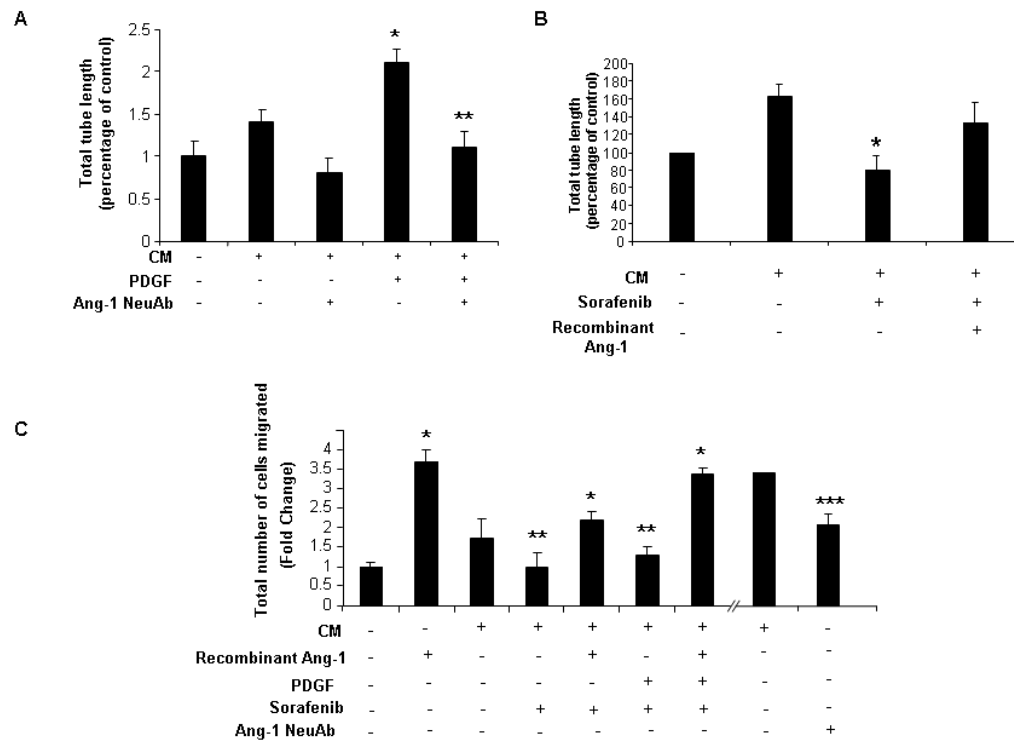 A
B
2.5
2
1.5
1
0.5
0
Total tube length
(percentage of control)
*
**
CM - + + + +
PDGF - - - + +
Ang-1 NeuAb - - + - +
200
180
160
140
120
100
80
60
40
20
0
Total tube length
(percentage of control)
*
CM - + + +
Sorafenib - - + +
Recombinant - - - +
Ang-1
C
Total number of cells migrated
(Fold Change)
4
3.5
3
2.5
2
1.5
1
0.5
0
* ** * ** * ***
//
CM - - + + + + + + -
Recombinant Ang-1 - + - - + - + - -
PDGF - - - - - + + - -
Sorafenib - - - + + + + - -
Ang-1 NeuAb - - - - - - - - +